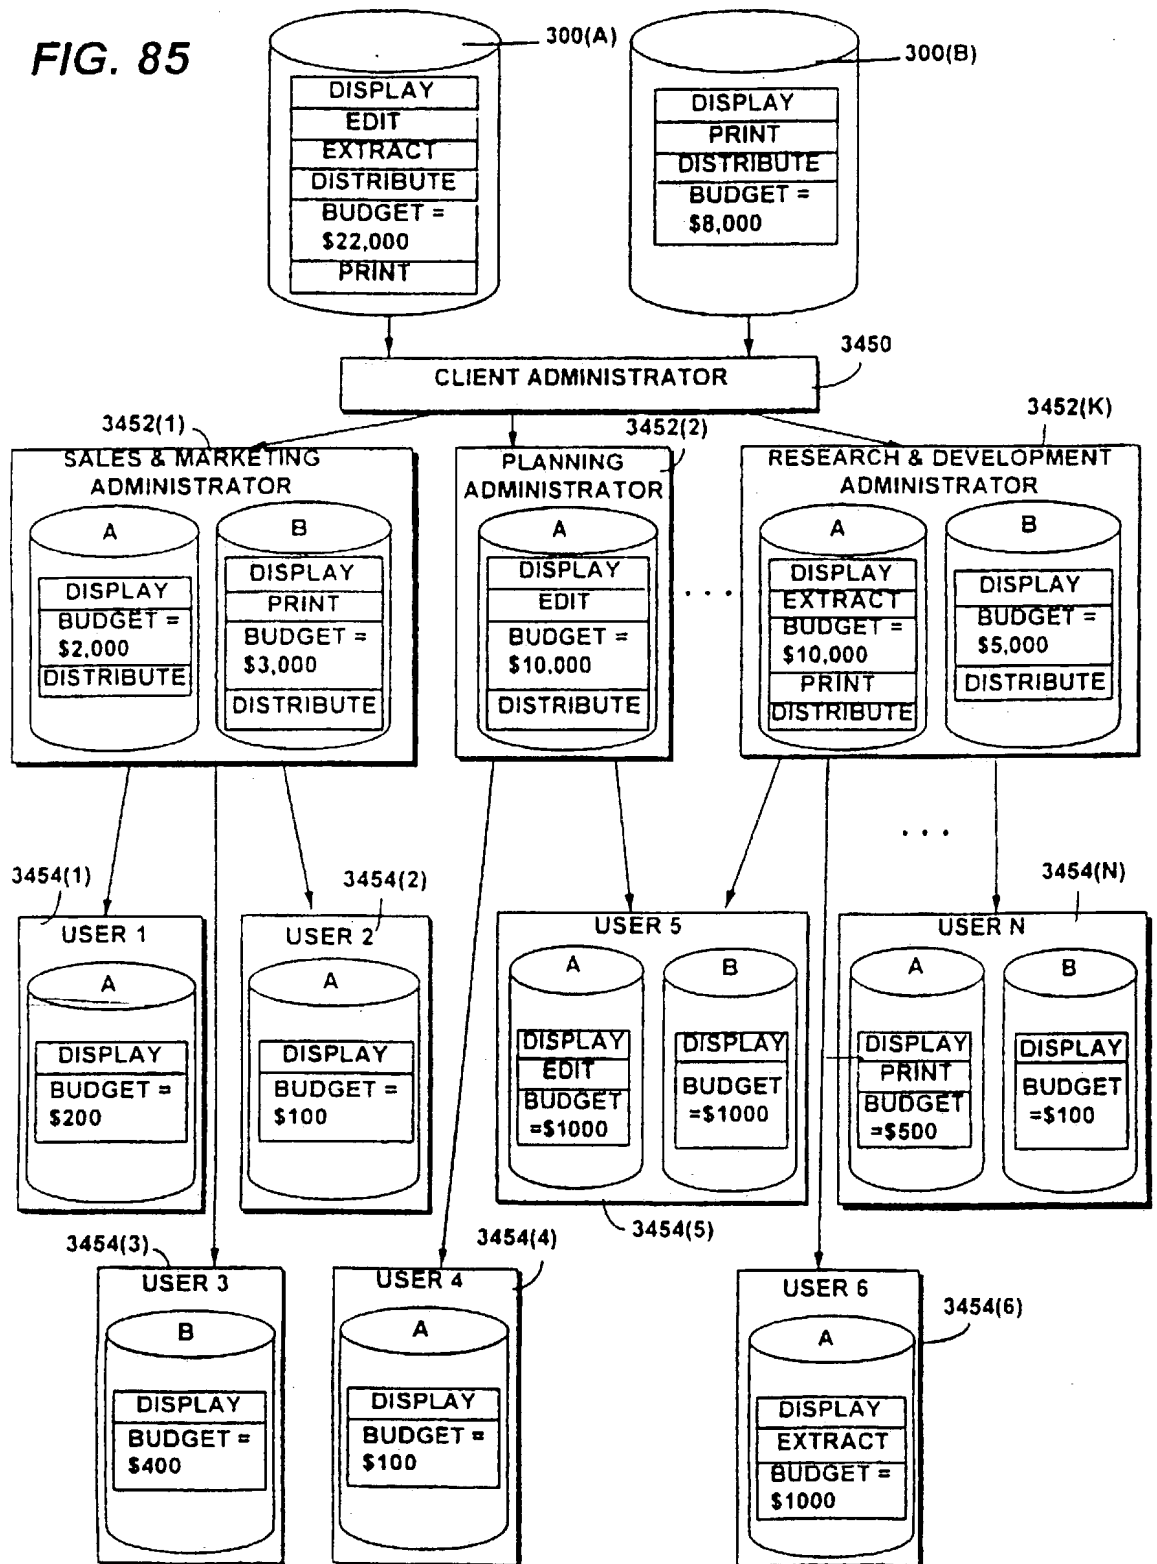 FIG. 85
300(A)
DISPLAY
EDIT
EXTRACT
DISTRIBUTE
BUDGET =
$22,000
PRINT
300(B)
DISPLAY
PRINT
DISTRIBUTE
BUDGET =
$8,000
3450
CLIENT ADMINISTRATOR
3452(1)
SALES & MARKETING
ADMINISTRATOR
A
DISPLAY
BUDGET =
$2,000
DISTRIBUTE
B
DISPLAY
PRINT
BUDGET =
$3,000
DISTRIBUTE
3452(2)
PLANNING
ADMINISTRATOR
A
DISPLAY
EDIT
BUDGET =
$10,000
DISTRIBUTE
. . .
3452(K)
RESEARCH & DEVELOPMENT
ADMINISTRATOR
A
DISPLAY
EXTRACT
BUDGET =
$10,000
PRINT
DISTRIBUTE
B
DISPLAY
BUDGET =
$5,000
DISTRIBUTE
. . .
3454(1)
USER 1
A
DISPLAY
BUDGET =
$200
3454(2)
USER 2
A
DISPLAY
BUDGET =
$100
USER 5
A
DISPLAY
EDIT
BUDGET
=$1000
B
DISPLAY
BUDGET
=$1000
3454(5)
3454(N)
USER N
A
DISPLAY
PRINT
BUDGET
=$500
B
DISPLAY
BUDGET
=$100
3454(3)
USER 3
B
DISPLAY
BUDGET =
$400
3454(4)
USER 4
A
DISPLAY
BUDGET =
$100
USER 6
3454(6)
A
DISPLAY
EXTRACT
BUDGET =
$1000